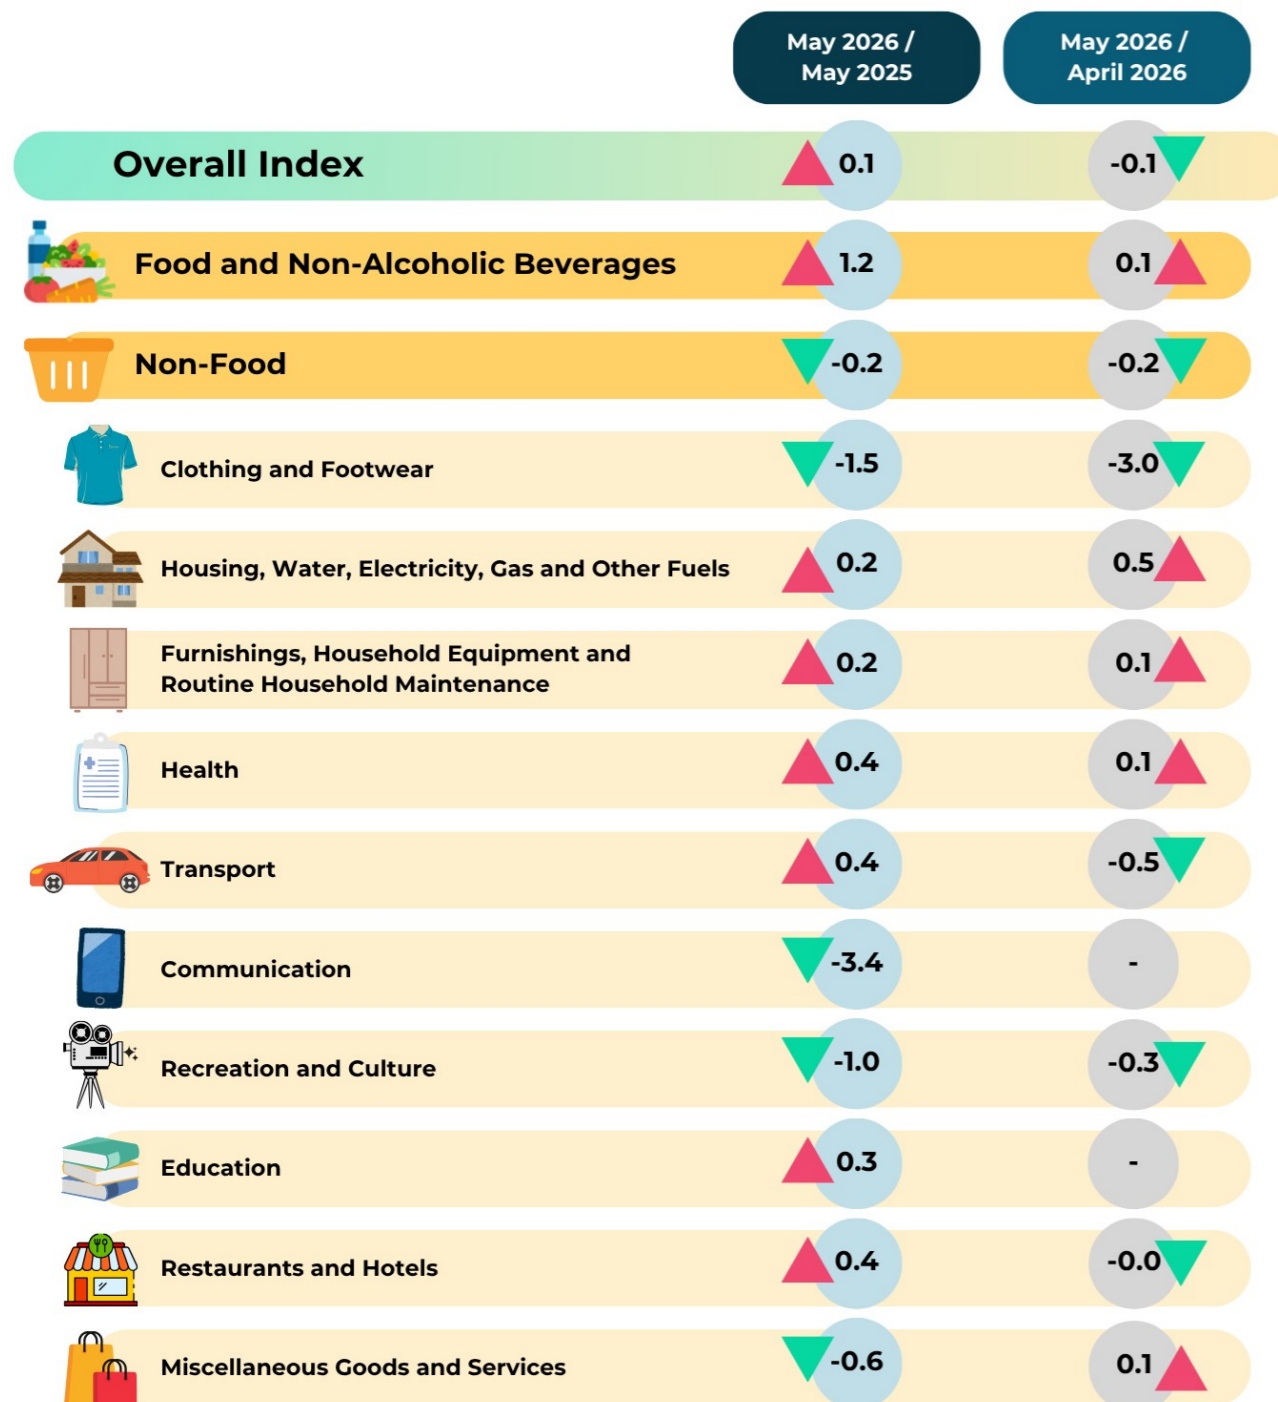 May 2026 /
May 2025
May 2026 /
April 2026
Overall Index 0.1 -0.1
Food and Non-Alcoholic Beverages 1.2 0.1
Non-Food -0.2 -0.2
Clothing and Footwear -1.5 -3.0
Housing, Water, Electricity, Gas and Other Fuels 0.2 0.5
Furnishings, Household Equipment and
Routine Household Maintenance 0.2 0.1
Health 0.4 0.1
Transport 0.4 -0.5
Communication -3.4 -
Recreation and Culture -1.0 -0.3
Education 0.3 -
Restaurants and Hotels 0.4 -0.0
Miscellaneous Goods and Services -0.6 0.1